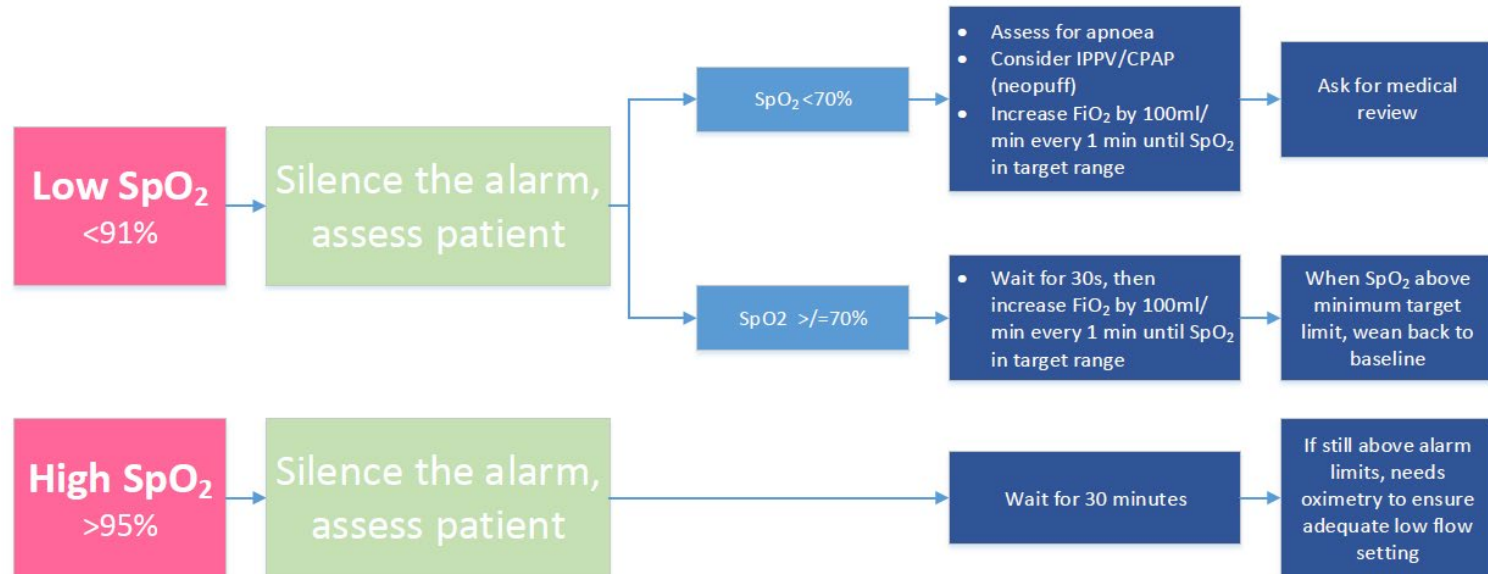 Low SpO₂
<91%
Silence the alarm,
assess patient
SpO₂ <70%
• Assess for apnoea
• Consider IPPV/CPAP
(neopuff)
• Increase FiO₂ by 100ml/
min every 1 min until SpO₂
in target range
Ask for medical
review
SpO2 >/=70%
• Wait for 30s, then
increase FiO₂ by 100ml/
min every 1 min until SpO₂
in target range
When SpO₂ above
minimum target
limit, wean back to
baseline
High SpO₂
>95%
Silence the alarm,
assess patient
Wait for 30 minutes
If still above alarm
limits, needs
oximetry to ensure
adequate low flow
setting